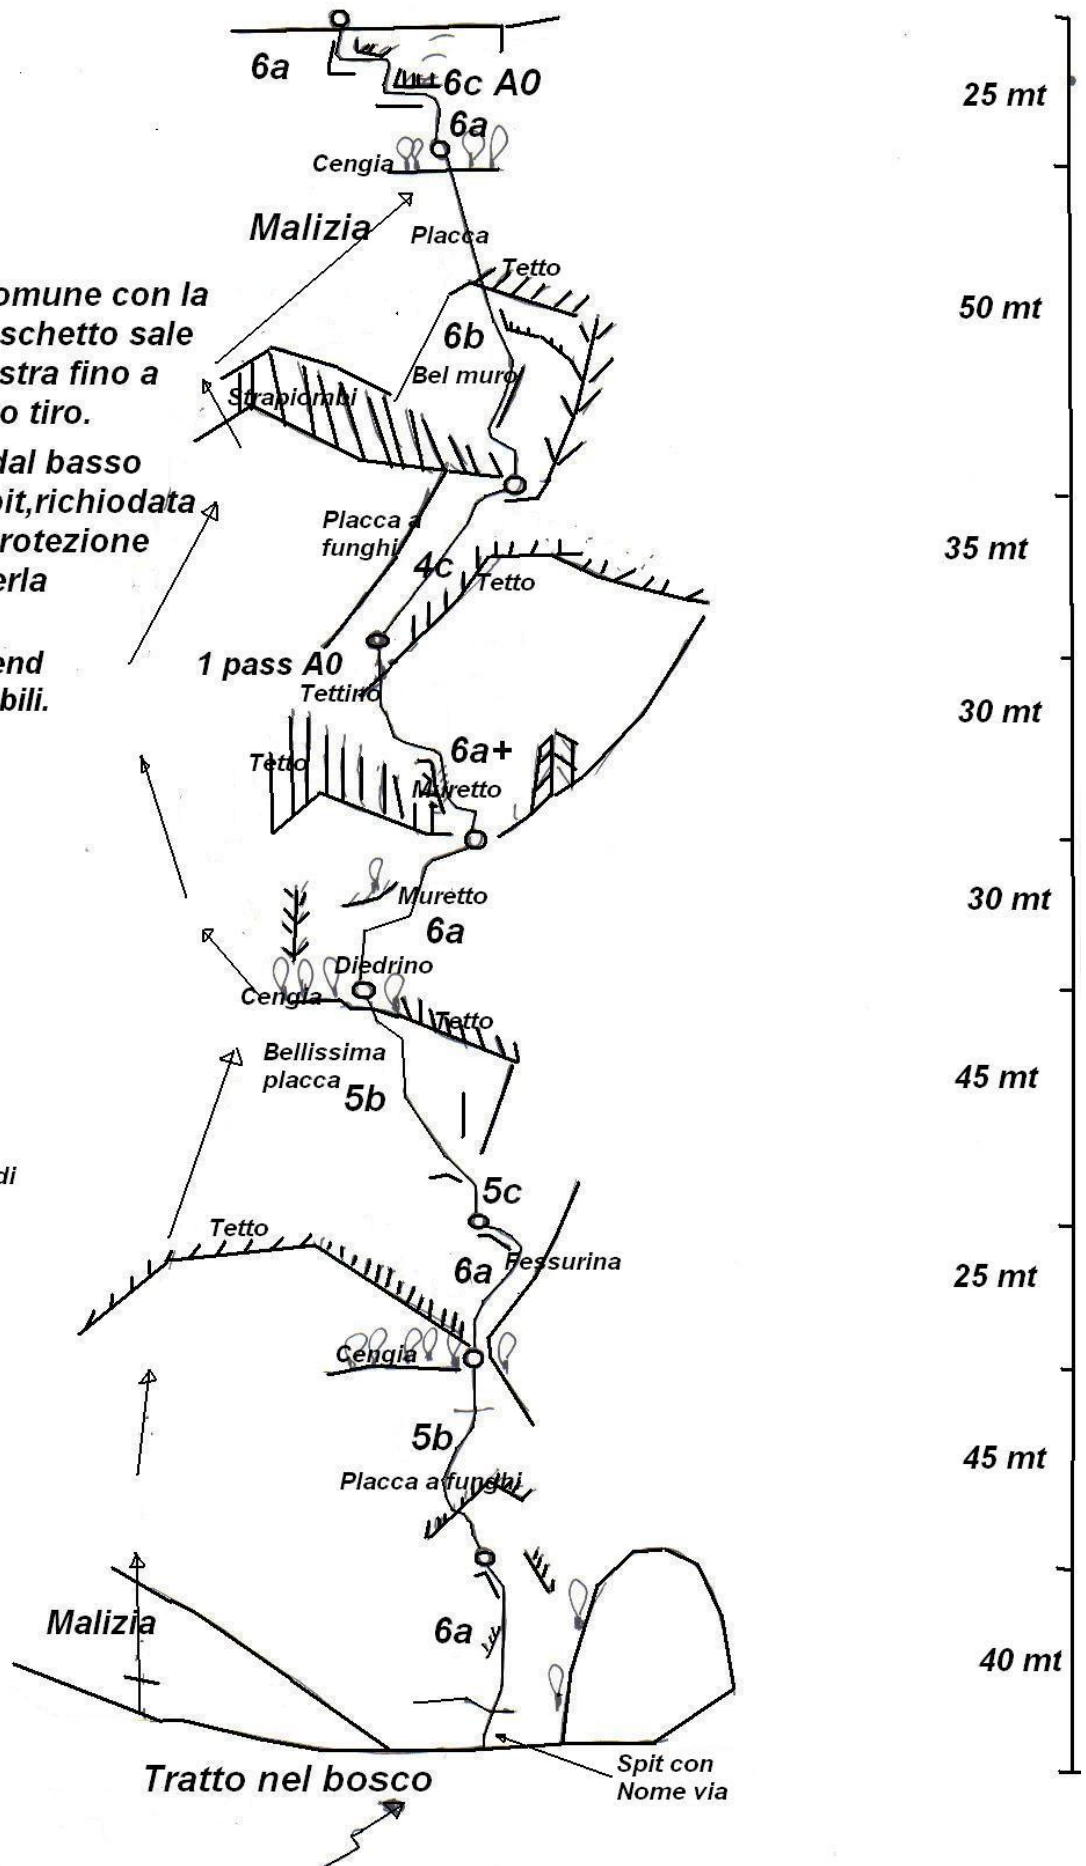 6a
6c A0
25 mt
6a
Cengia
Malizia
Placca
Tetto
omune con la
50 mt
schetto sale
6b
stra fino a
Bel muro
Strapiombi
o tiro.
dal basso
oit,richiodata
Placca a
funghi
rotezione
35 mt
4c
erla
Tetto
end
1 pass A0
bili.
Tettino
30 mt
6a+
Tetto
Muretto
Muretto
30 mt
6a
Diedrino
Cengia
Tetto
Bellissima
placca
45 mt
5b
di
5c
Tetto
Fessurina
6a
25 mt
Cengia
5b
45 mt
Placca a funghi
Malizia
6a
40 mt
Spit con
Nome via
Tratto nel bosco